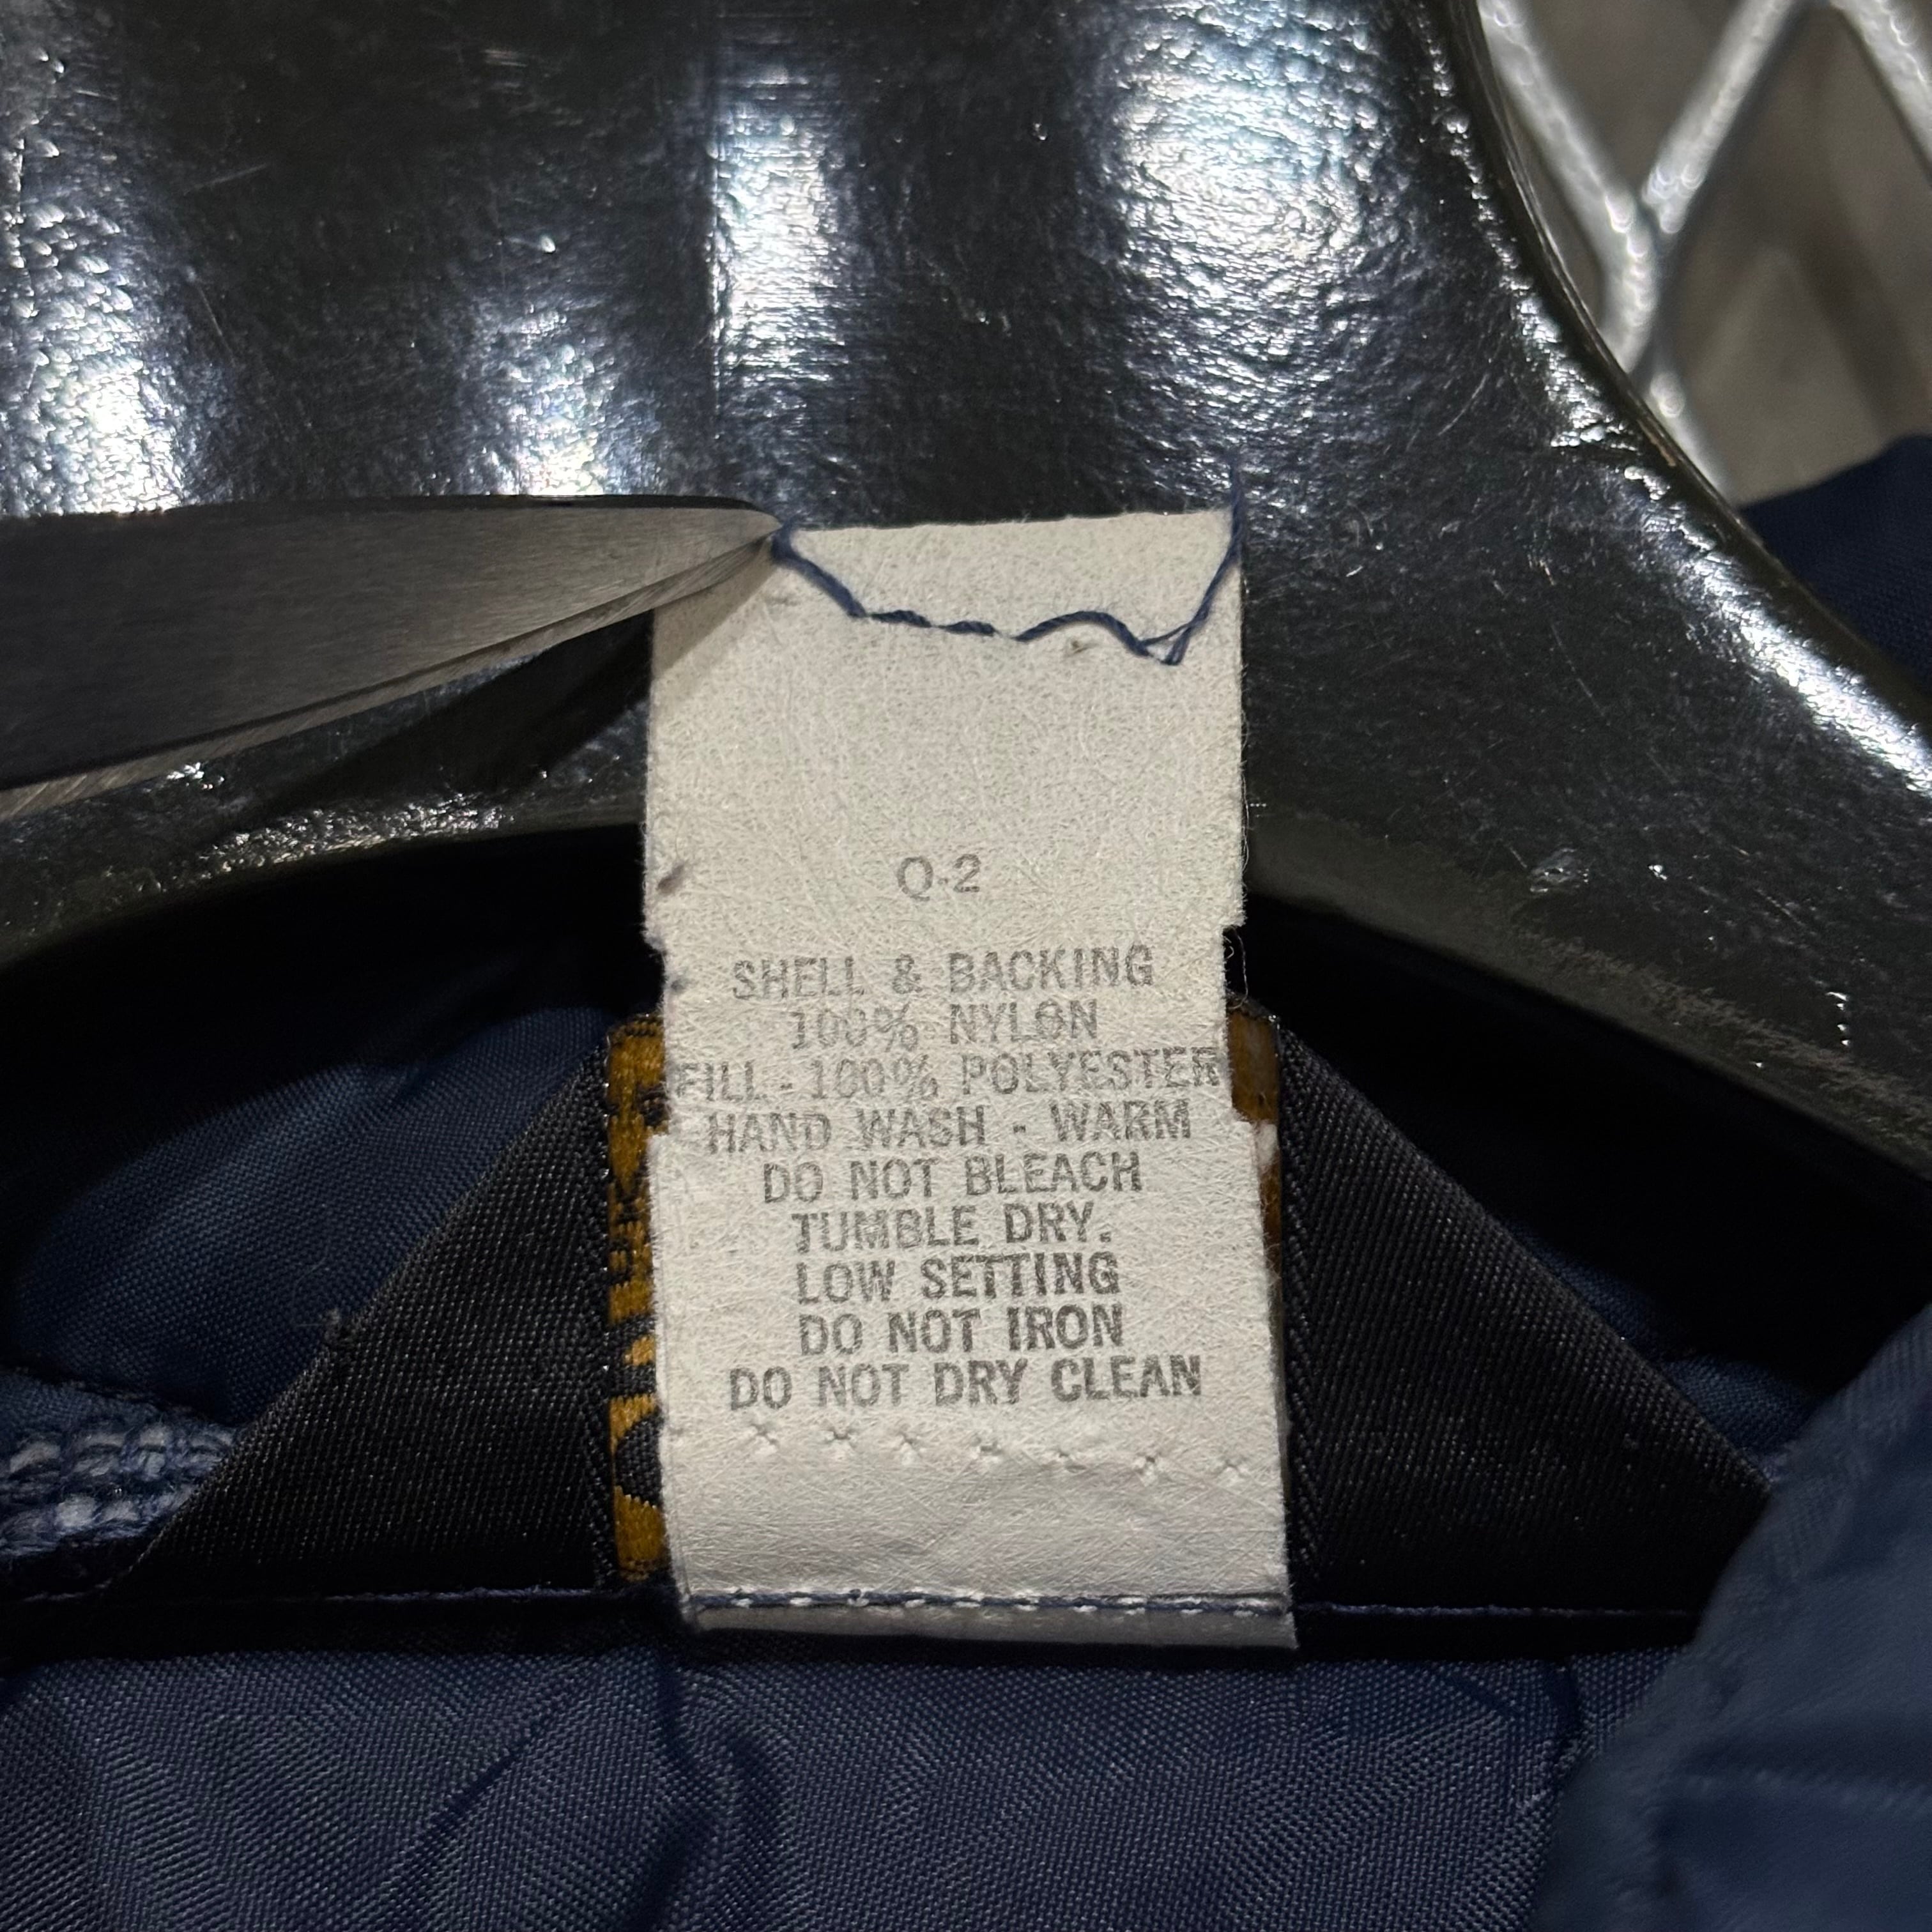 Q-2
SHELL & BACKING
100% NYLON
FILL - 100% POLYESTER
HAND WASH - WARM
DO NOT BLEACH
TUMBLE DRY.
LOW SETTING
DO NOT IRON
DO NOT DRY CLEAN